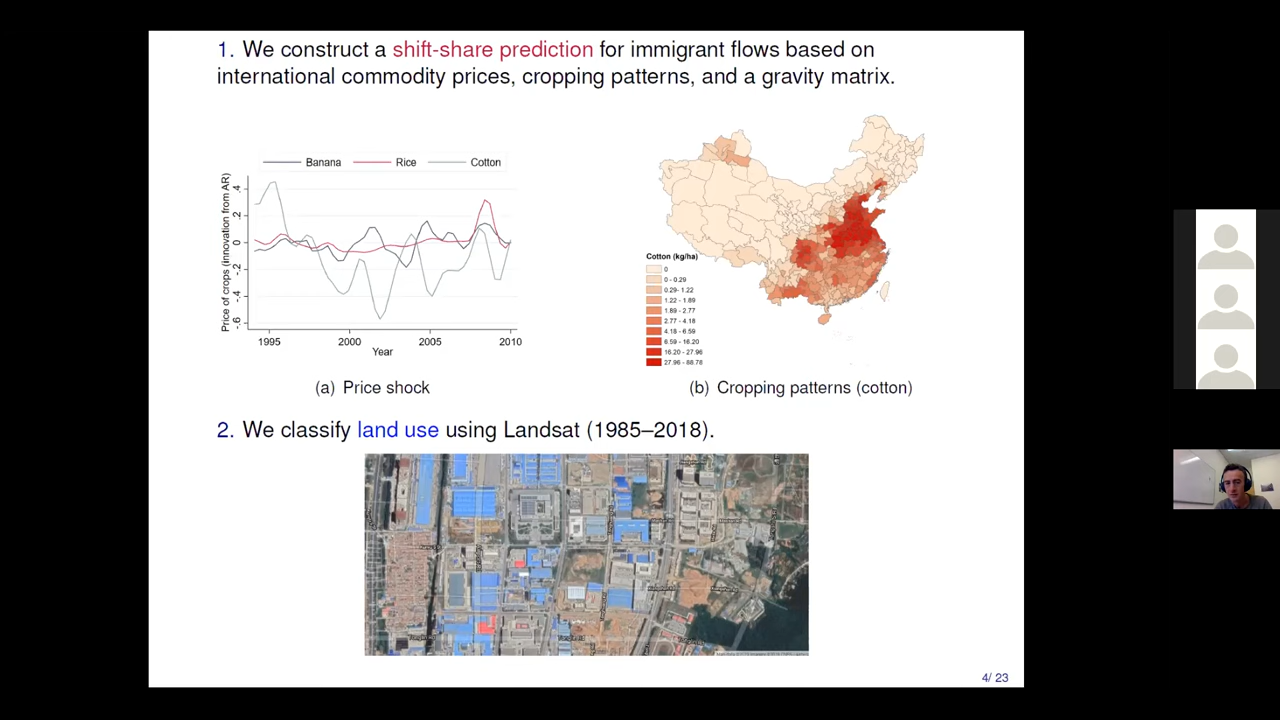 1. We construct a shift-share prediction for immigrant flows based on
international commodity prices, cropping patterns, and a gravity matrix.
Banana Rice Cotton
Price of crops (innovation from AR)
.4
.2
0
-.2
-.4
-.6
1995 2000 2005 2010
Year
(a) Price shock
Cotton (kg/ha)
0
0 - 0.29
0.29- 1.22
1.22 - 1.89
1.89 - 2.77
2.77 - 4.18
4.18 - 6.59
6.59 - 16.20
16.20 - 27.96
27.96 - 88.78
(b) Cropping patterns (cotton)
2. We classify land use using Landsat (1985–2018).
4/ 23